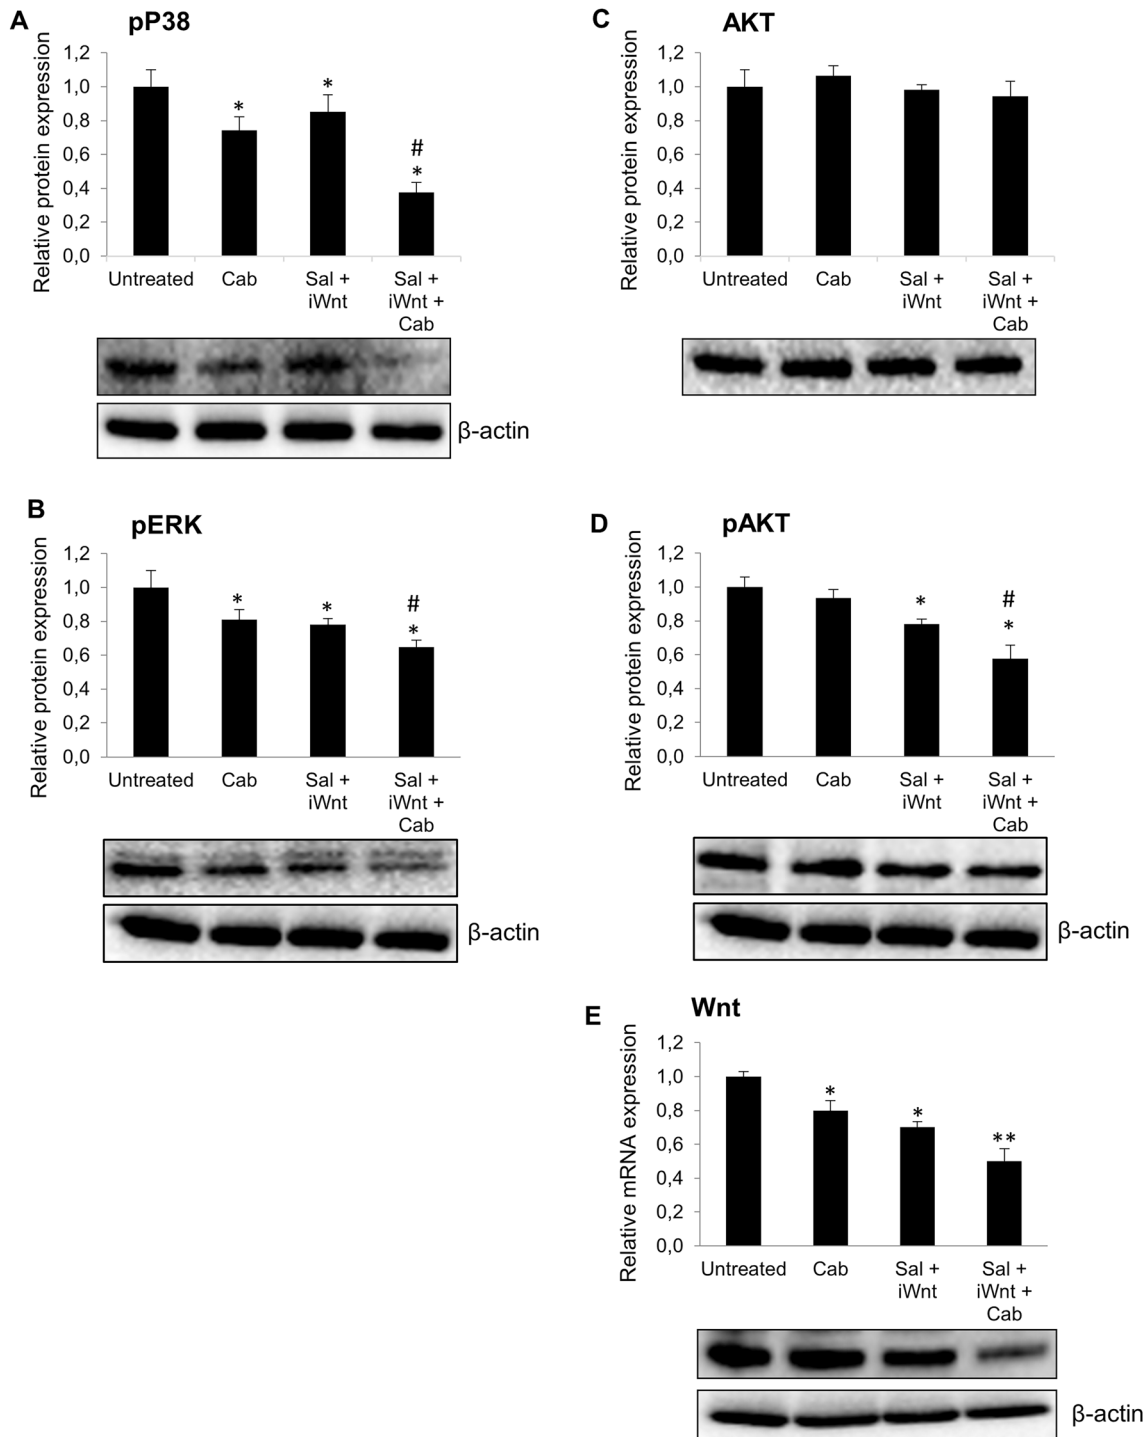 A
pP38
Relative protein expression
1,2
1,0
0,8
0,6
0,4
0,2
0,0
*
*
#
*
Untreated
Cab
Sal +
iWnt
Sal +
iWnt +
Cab
β-actin
C
AKT
Relative protein expression
1,2
1,0
0,8
0,6
0,4
0,2
0,0
Untreated
Cab
Sal +
iWnt
Sal +
iWnt +
Cab
B
pERK
Relative protein expression
1,2
1,0
0,8
0,6
0,4
0,2
0,0
*
*
#
*
Untreated
Cab
Sal +
iWnt
Sal +
iWnt +
Cab
β-actin
D
pAKT
Relative protein expression
1,2
1,0
0,8
0,6
0,4
0,2
0,0
*
#
*
Untreated
Cab
Sal +
iWnt
Sal +
iWnt +
Cab
β-actin
E
Wnt
Relative mRNA expression
1,2
1,0
0,8
0,6
0,4
0,2
0,0
*
*
**
Untreated
Cab
Sal +
iWnt
Sal +
iWnt +
Cab
β-actin